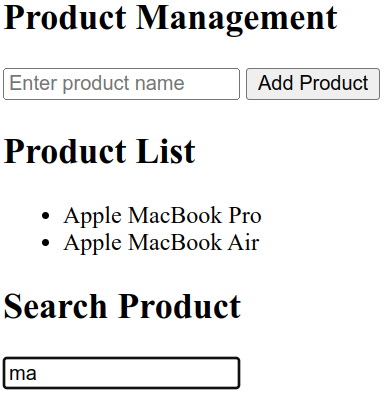 Product Management
Enter product name Add Product
Product List
Apple MacBook Pro
Apple MacBook Air
Search Product
ma